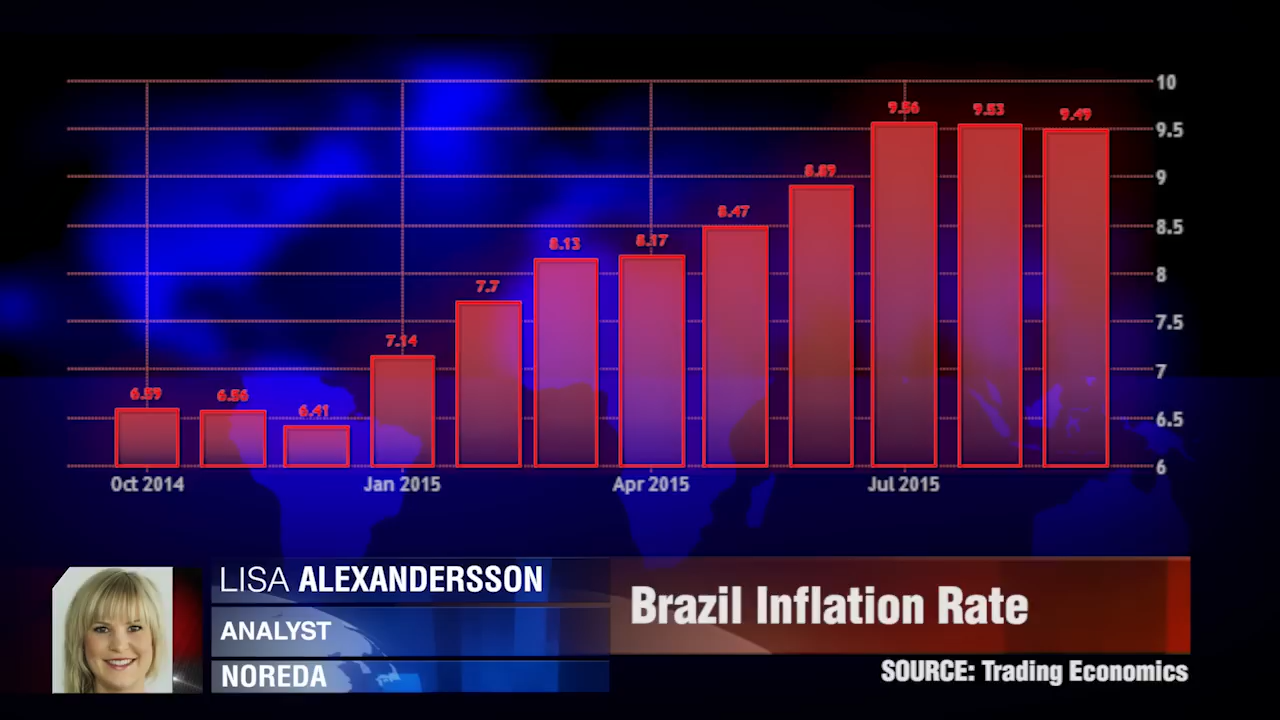 10
9.56
9.53
9.49
9.5
9
8.89
8.5
8.47
8.17
8.13
8
7.7
7.5
7.14
7
6.59
6.56
6.41
6.5
6
Oct 2014
Jan 2015
Apr 2015
Jul 2015
LISA ALEXANDERSSON
ANALYST
NOREDA
Brazil Inflation Rate
SOURCE: Trading Economics